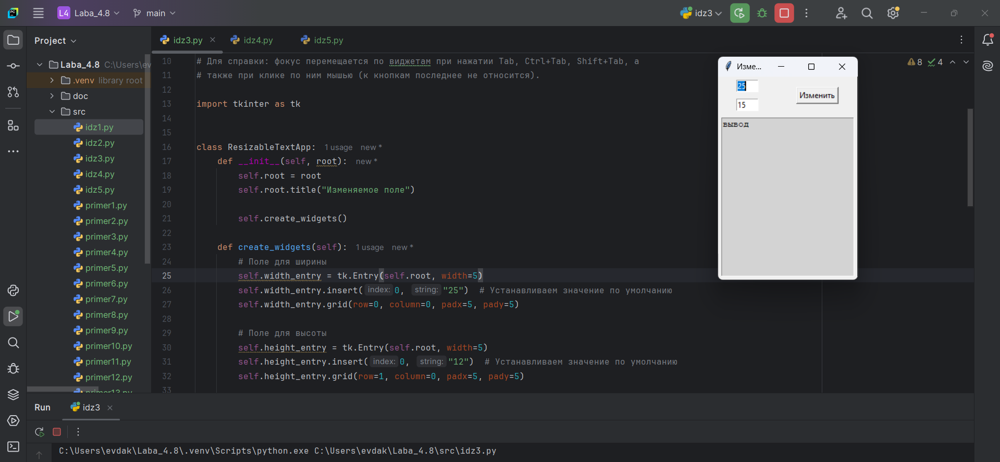 L4 Laba_4.8 main idz3
Project
idz3.py
idz4.py
idz5.py
Laba_4.8 C:\Users\ev
.venv library root
doc
src
idz1.py
idz2.py
idz3.py
idz4.py
idz5.py
primer1.py
primer2.py
primer3.py
primer4.py
primer5.py
primer6.py
primer7.py
primer8.py
primer9.py
primer10.py
primer11.py
primer12.py
primer13.py
10 # Для справки: фокус перемещается по виджетам при нажатии Tab, Ctrl+Tab, Shift+Tab, а
11 # также при клике по ним мышью (к кнопкам последнее не относится).
12
13 import tkinter as tk
14
15
16 class ResizableTextApp: 1 usage new *
17 def __init__(self, root): new *
18 self.root = root
19 self.root.title("Изменяемое поле")
20
21 self.create_widgets()
22
23 def create_widgets(self): 1 usage new *
24 # Поле для ширины
25 self.width_entry = tk.Entry(self.root, width=5)
26 self.width_entry.insert( index: 0, string: "25") # Устанавливаем значение по умолчанию
27 self.width_entry.grid(row=0, column=0, padx=5, pady=5)
28
29 # Поле для высоты
30 self.height_entry = tk.Entry(self.root, width=5)
31 self.height_entry.insert( index: 0, string: "12") # Устанавливаем значение по умолчанию
32 self.height_entry.grid(row=1, column=0, padx=5, pady=5)
33
8 4
Изме...
25
Изменить
15
вывод
Run idz3
C:\Users\evdak\Laba_4.8\.venv\Scripts\python.exe C:\Users\evdak\Laba_4.8\src\idz3.py